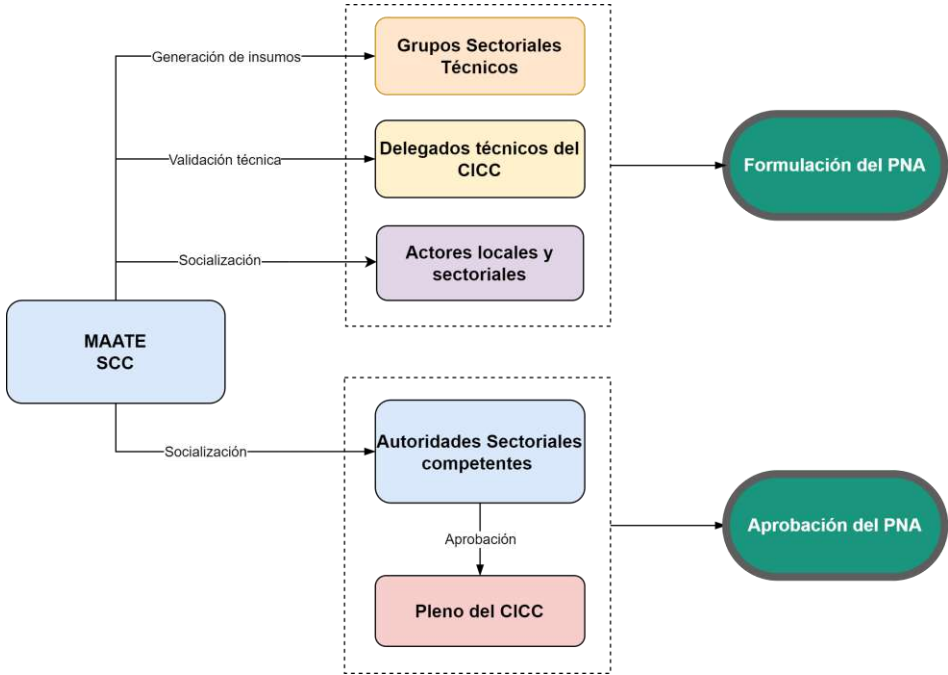 Generación de insumos
Grupos Sectoriales
Técnicos
Validación técnica
Delegados técnicos del
CICC
Formulación del PNA
Socialización
Actores locales y
sectoriales
MAATE
SCC
Socialización
Autoridades Sectoriales
competentes
Aprobación
Pleno del CICC
Aprobación del PNA